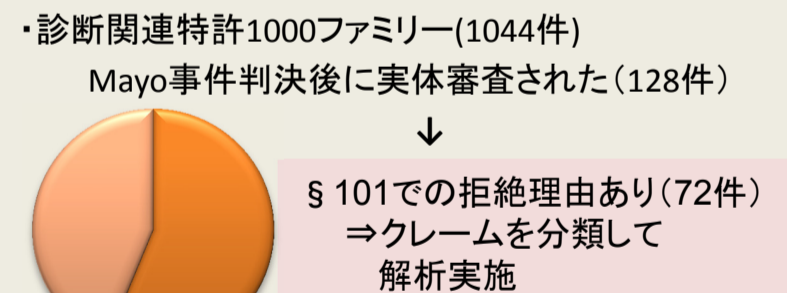 ・診断関連特許1000ファミリー(1044件)
Mayo事件判決後に実体審査された（128件）
↓
§101での拒絶理由あり（72件）
⇒クレームを分類して
解析実施